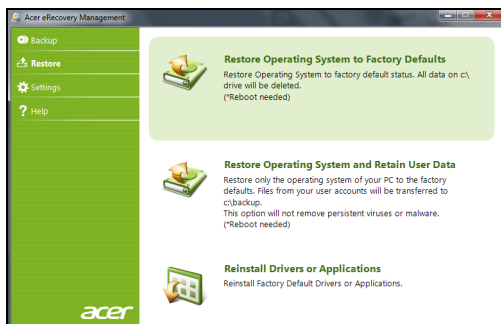 Acer eRecovery Management
Backup
Restore
Settings
? Help
Restore Operating System to Factory Defaults
Restore Operating System to factory default status. All data on c:\
drive will be deleted.
(*Reboot needed)
Restore Operating System and Retain User Data
Restore only the operating system of your PC to the factory
defaults. Files from your user accounts will be transferred to
c:\backup.
This option will not remove persistent viruses or malware.
(*Reboot needed)
Reinstall Drivers or Applications
Reinstall Factory Default Drivers or Applications.
acer